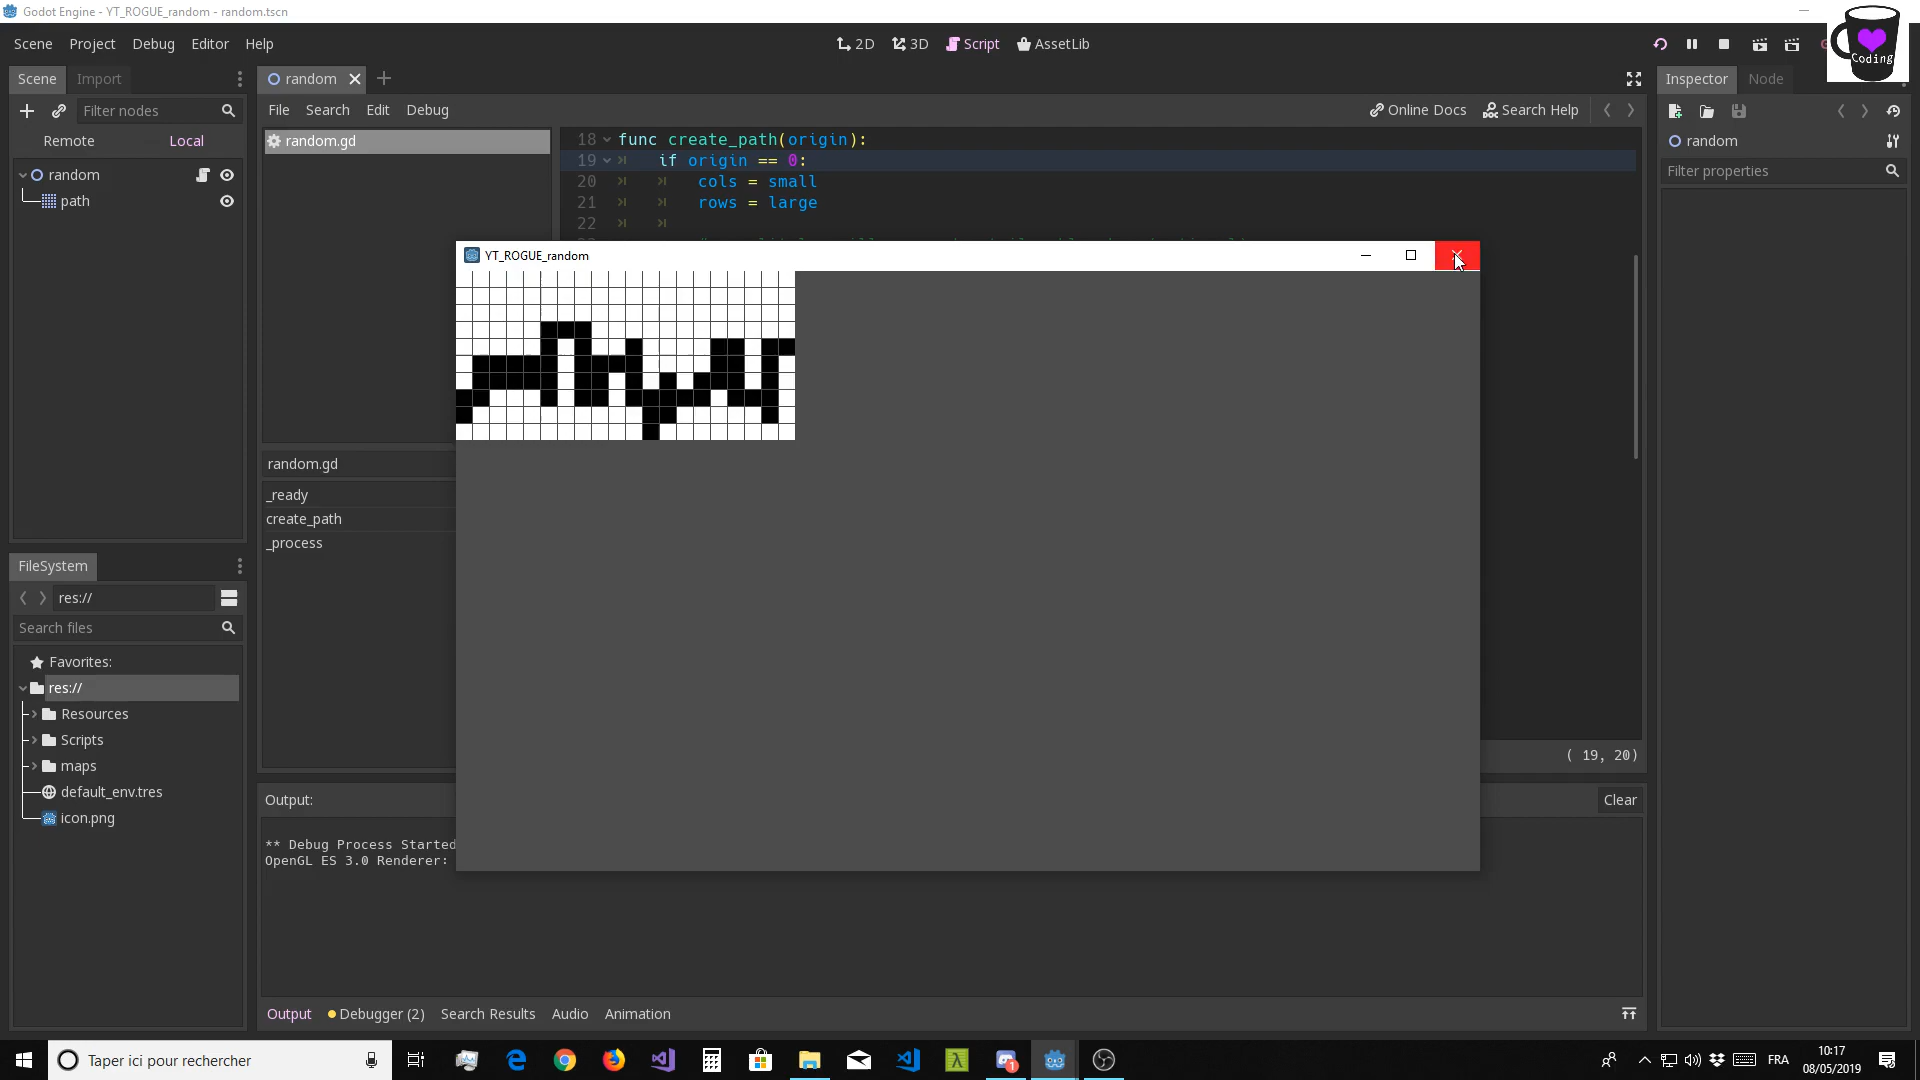 Godot Engine - YT_ROGUE_random - random.tscn
Scene Project Debug Editor Help
2D 3D Script AssetLib
Coding
Scene Import
random
Inspector Node
Filter nodes
File Search Edit Debug
Online Docs Search Help
Remote Local
random.gd
random
Filter properties
random
path
18 func create_path(origin):
19 if origin == 0:
20 cols = small
21 rows = large
22
YT_ROGUE_random
random.gd
_ready
create_path
_process
FileSystem
res://
Search files
Favorites:
res://
Resources
Scripts
maps
default_env.tres
icon.png
( 19, 20)
Output:
Clear
** Debug Process Started
OpenGL ES 3.0 Renderer:
Output Debugger (2) Search Results Audio Animation
Taper ici pour rechercher
1
FRA
10:17
08/05/2019